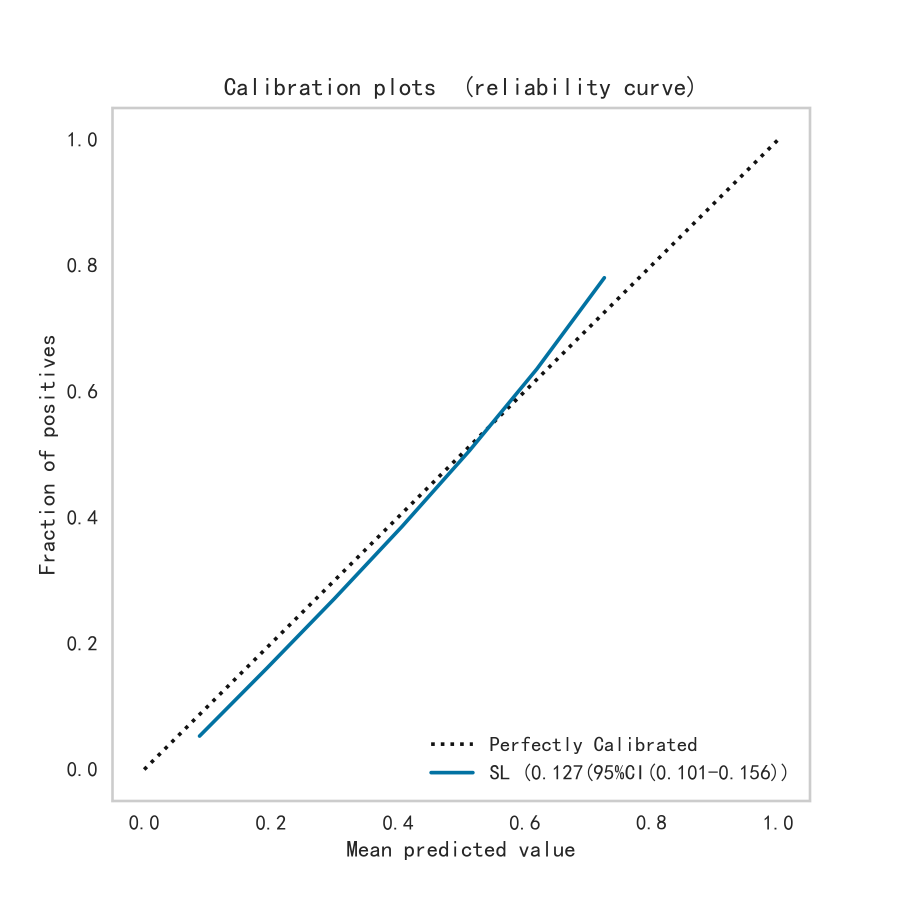 Calibration plots  (reliability curve)
1.0
0.8
0.6
0.4
0.2
0.0
Fraction of positives
Perfectly Calibrated
SL (0.127(95%CI(0.101-0.156))
0.0 0.2 0.4 0.6 0.8 1.0
Mean predicted value